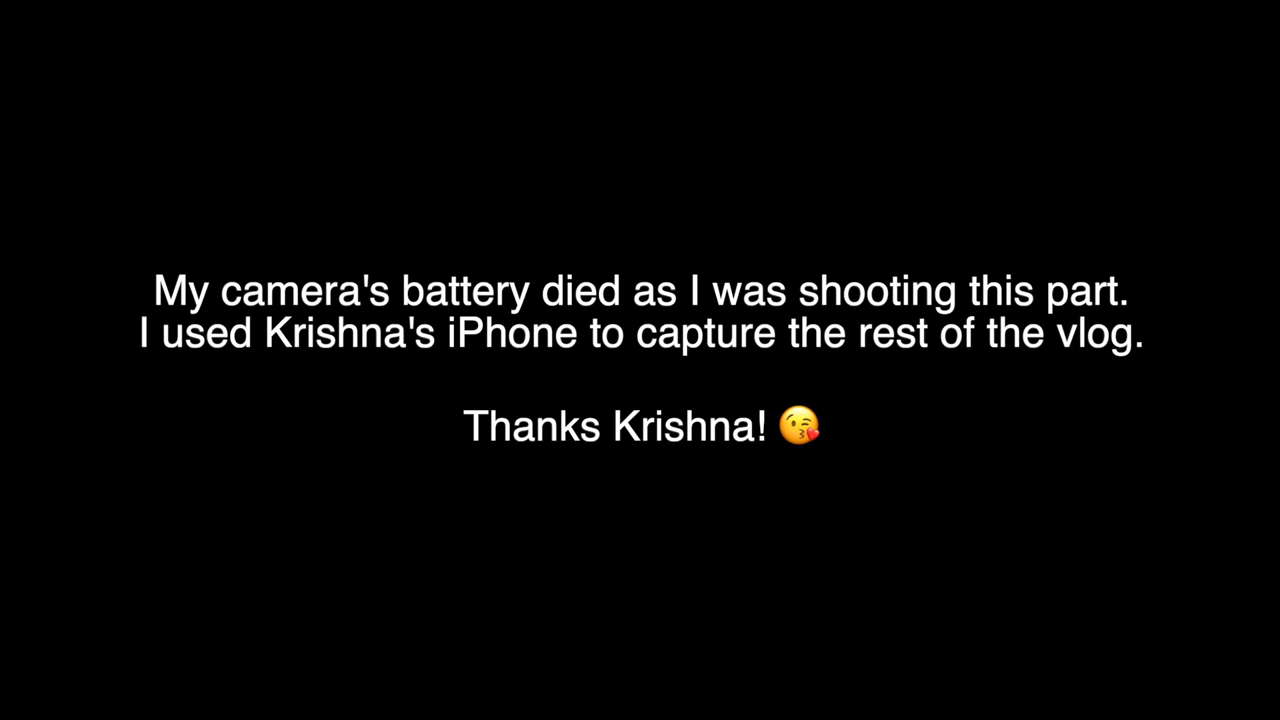 My camera's battery died as I was shooting this part.
I used Krishna's iPhone to capture the rest of the vlog.
Thanks Krishna! 😘